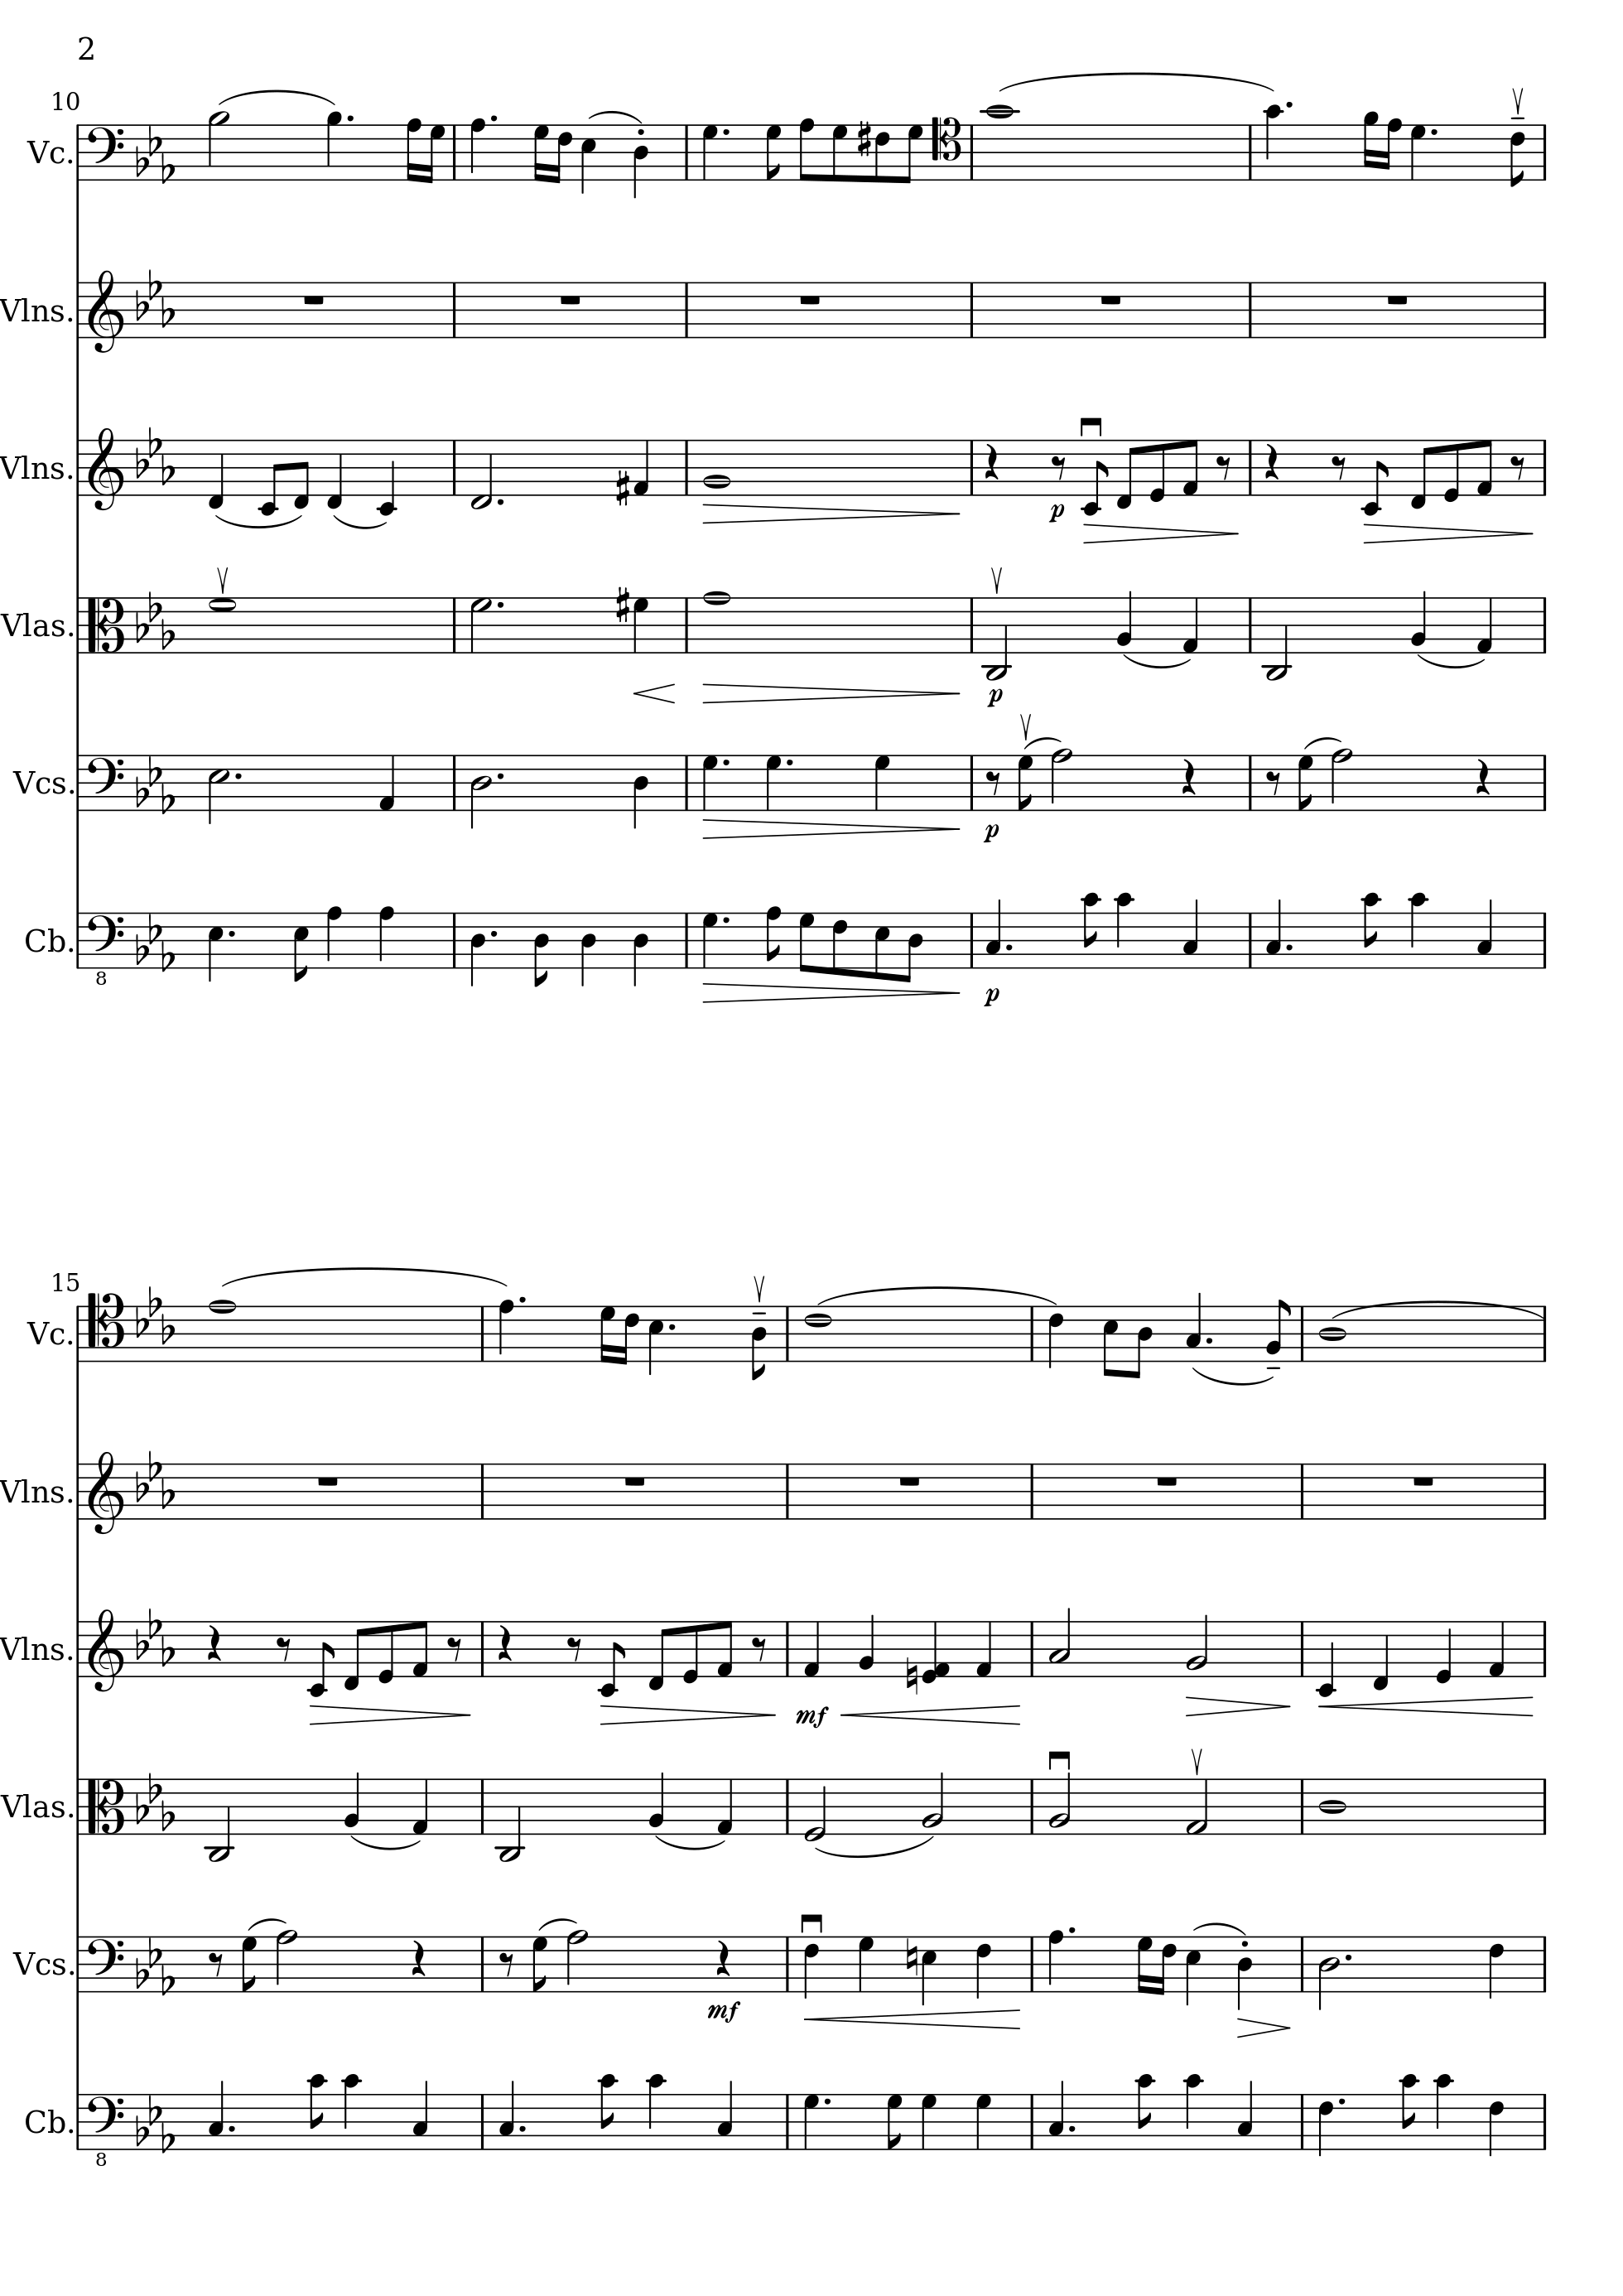 2
10
Vc.
Vlns.
Vlns.
p
Vlas.
p
Vcs.
p
Cb.
8
p
15
Vc.
Vlns.
Vlns.
mf
Vlas.
Vcs.
mf
Cb.
8